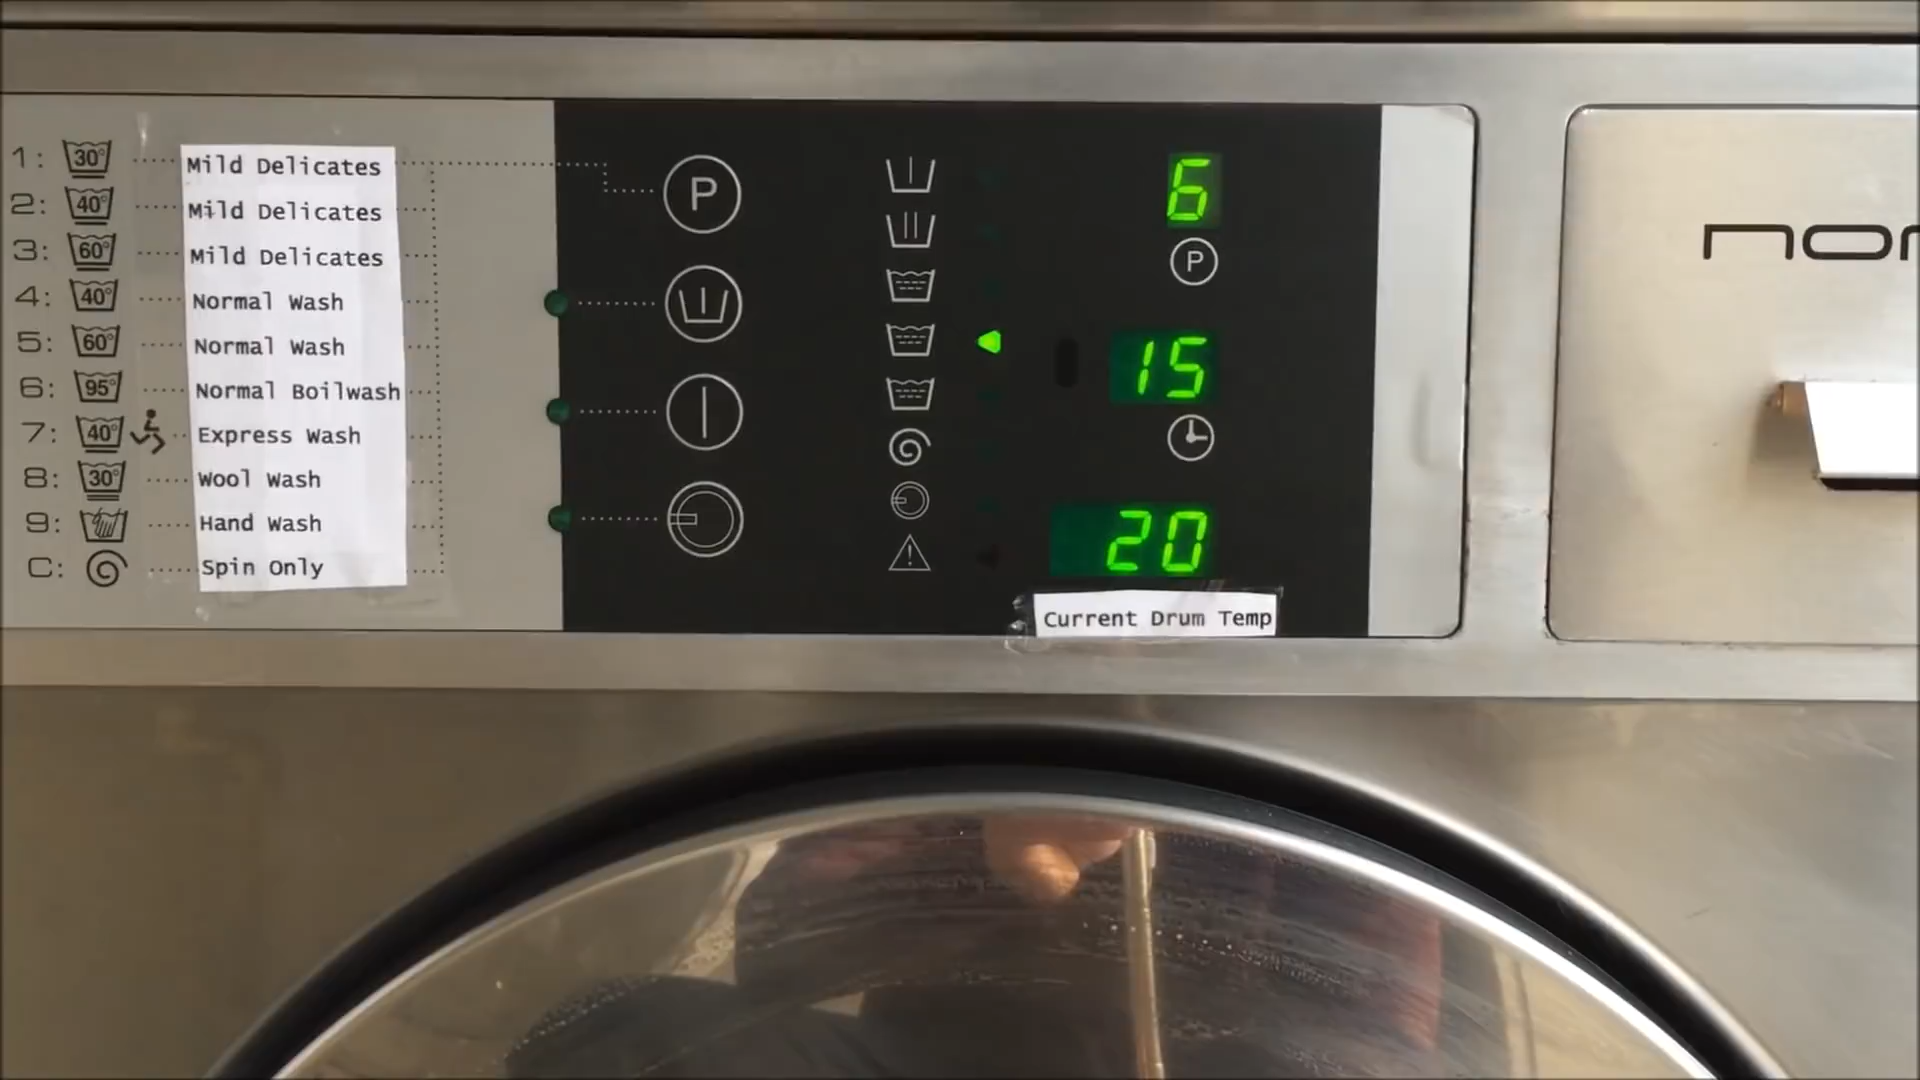 1: 30° Mild Delicates
2: 40° Mild Delicates
3: 60° Mild Delicates
4: 40° Normal Wash
5: 60° Normal Wash
6: 95° Normal Boilwash
7: 40° Express Wash
8: 30° Wool Wash
9: Hand Wash
C: Spin Only
P
6
P
15
20
Current Drum Temp